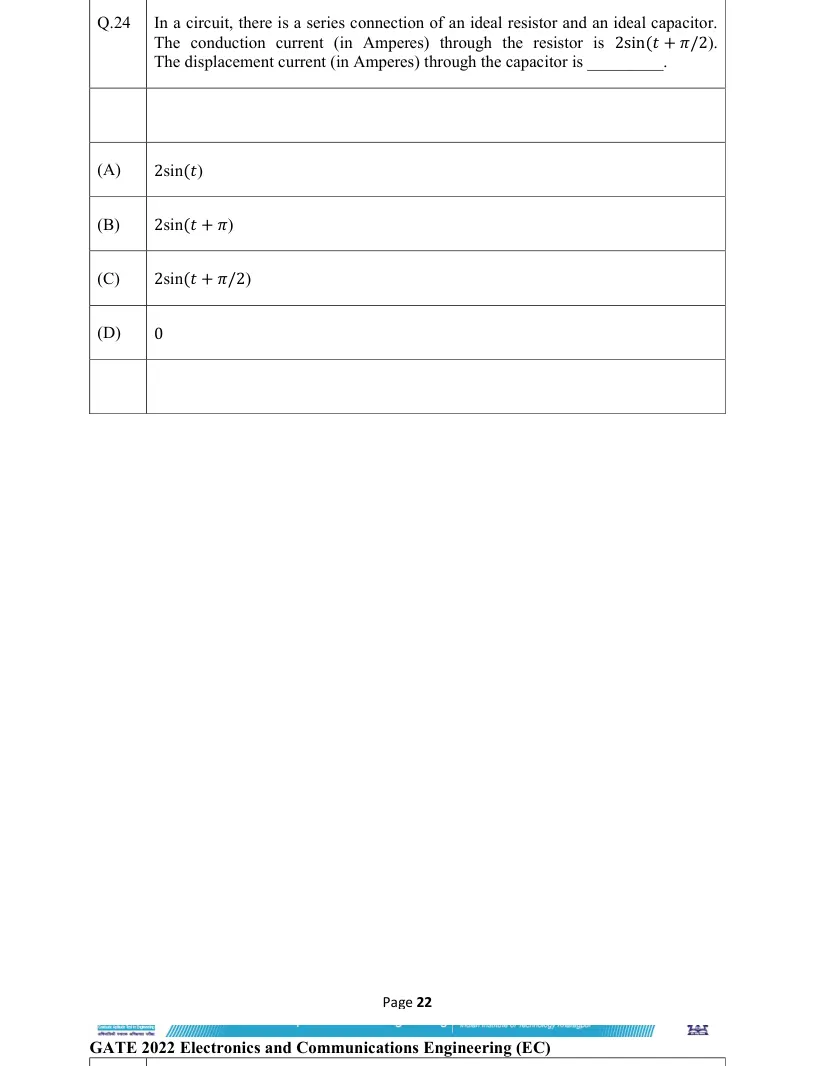 Q.24 In a circuit, there is a series connection of an ideal resistor and an ideal capacitor.
The conduction current (in Amperes) through the resistor is 2sin(𝑡 + 𝜋/2).
The displacement current (in Amperes) through the capacitor is _________.
(A) 2sin(𝑡)
(B) 2sin(𝑡 + 𝜋)
(C) 2sin(𝑡 + 𝜋/2)
(D) 0
Page 22
GATE 2022 Electronics and Communications Engineering (EC)